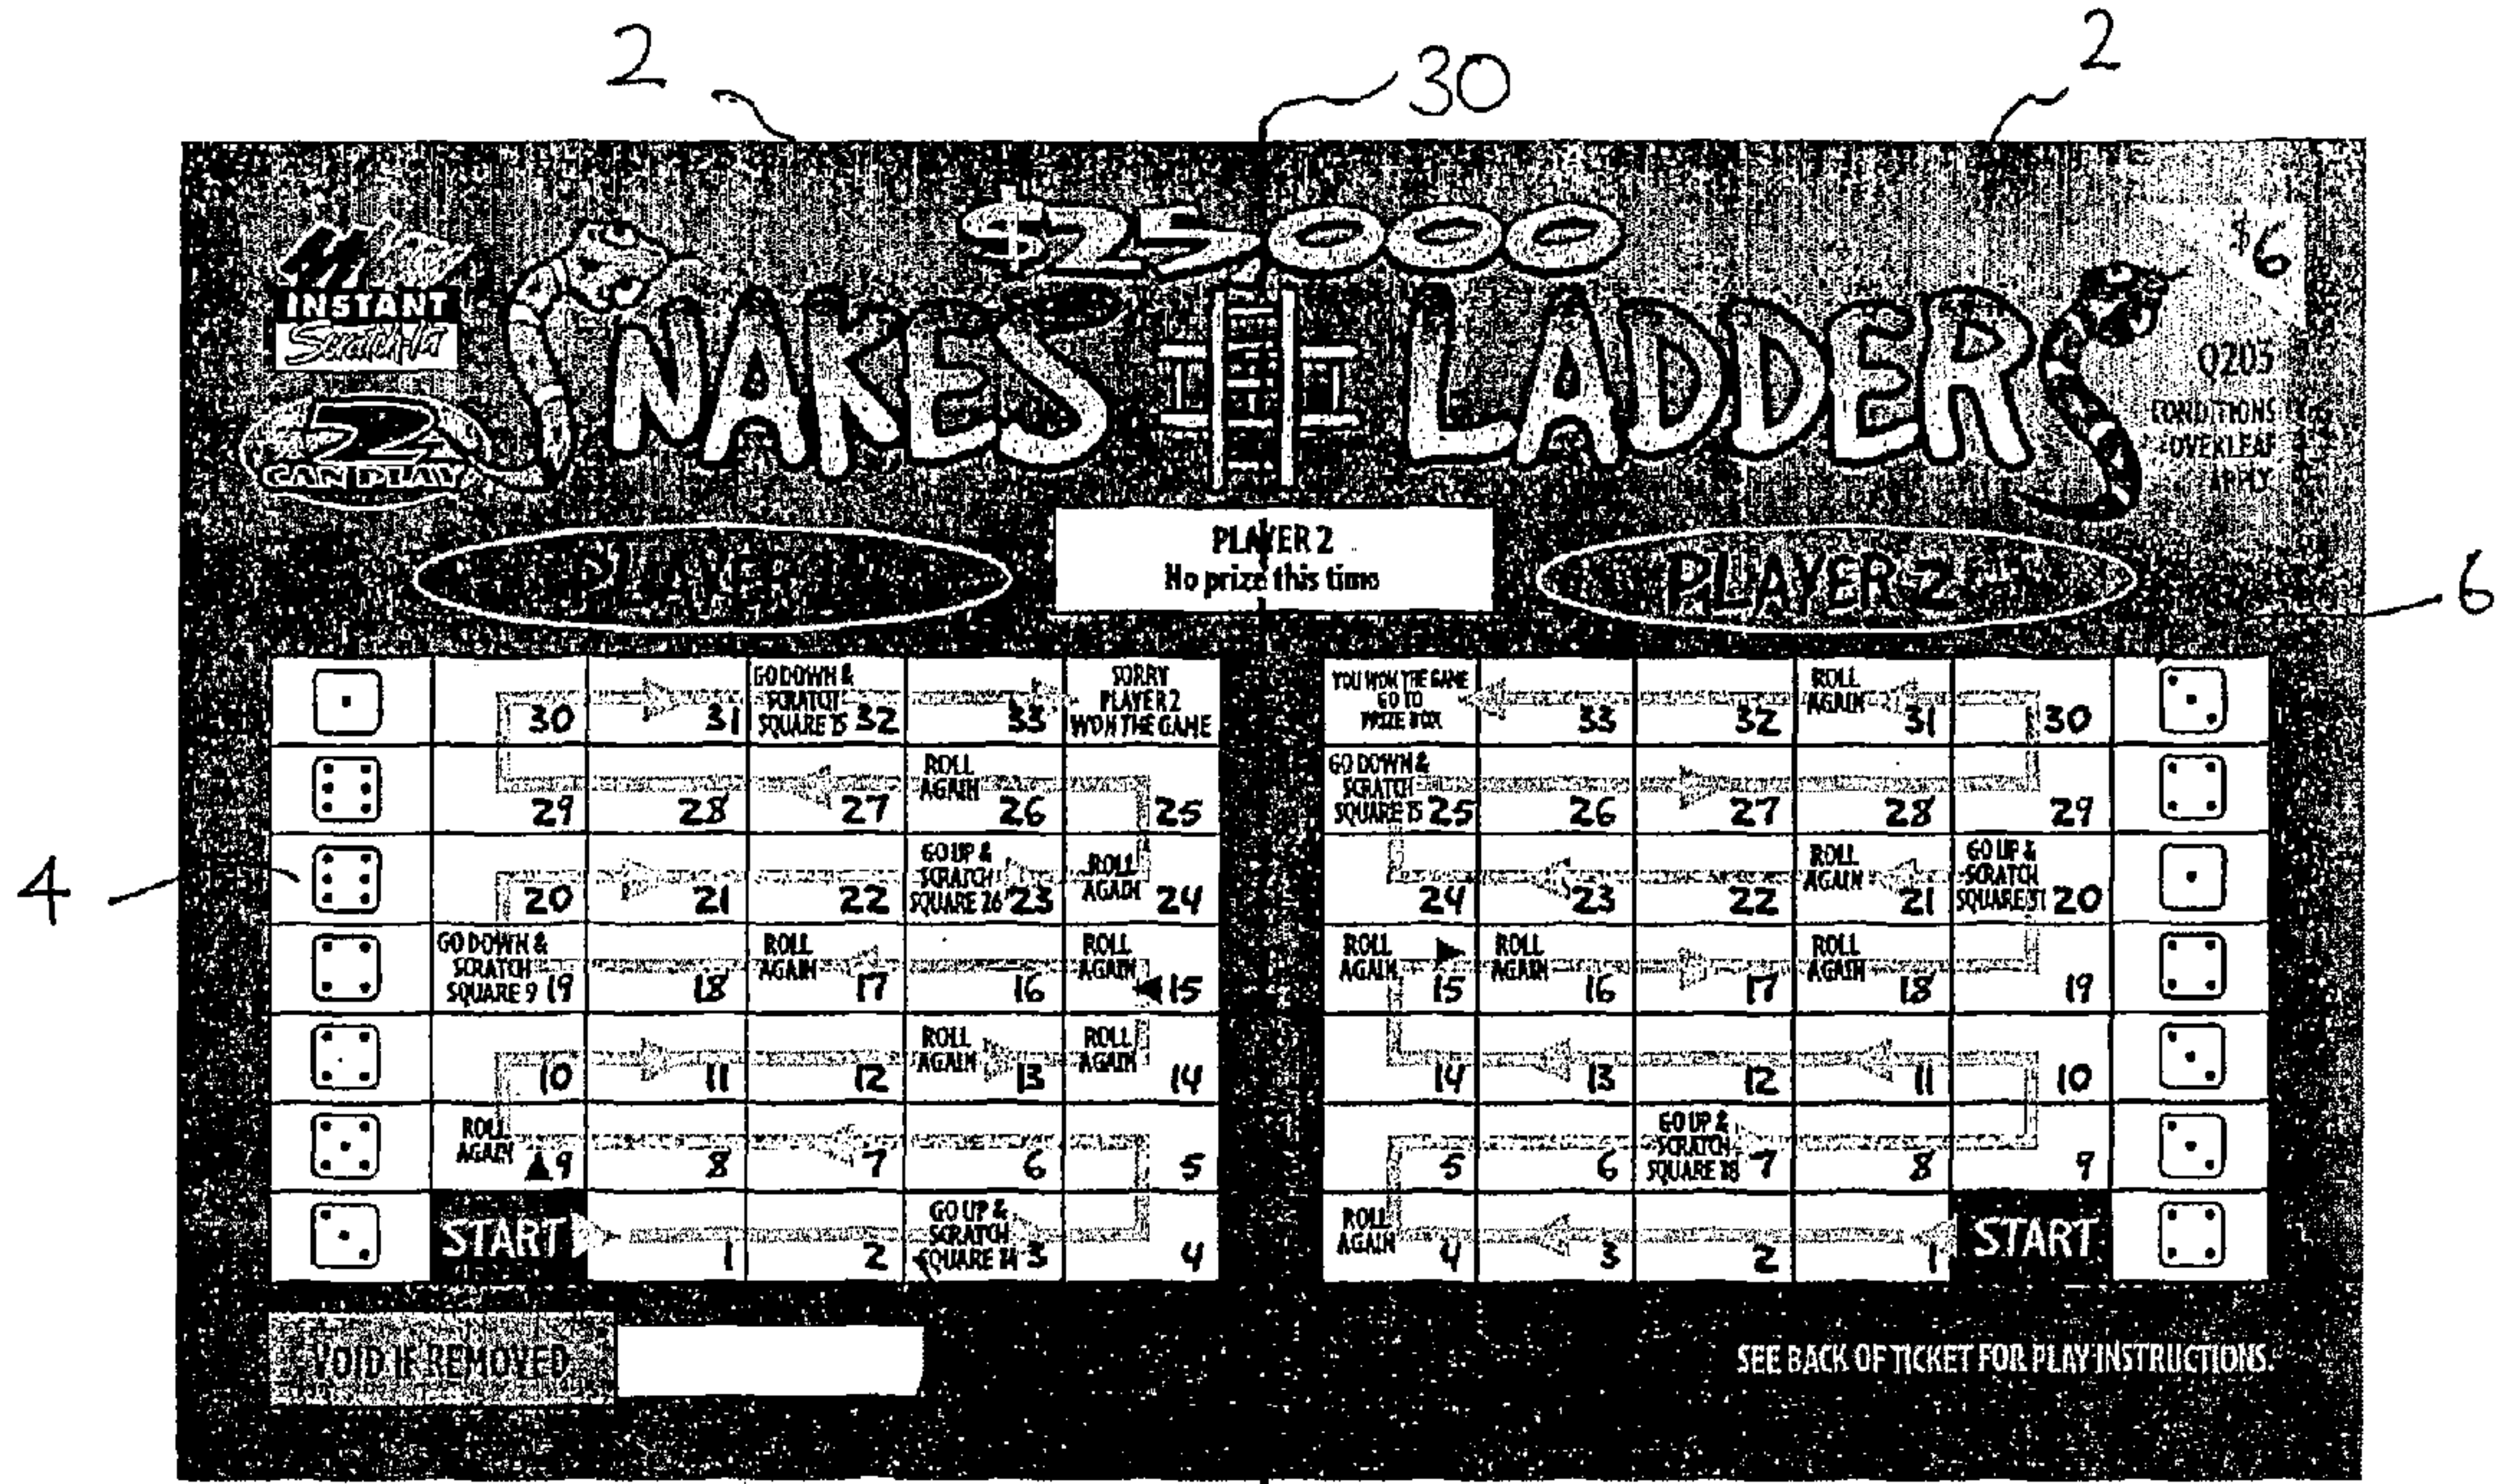 2
30
2
$25,000
$6
INSTANT
Scratch-Its
SNAKES
LADDERS
Q205
CONDITIONS
OVERLEAF
APPLY
2
CAN PLAY
PLAYER
PLAYER 2
No prize this time
PLAYER 2
6
30
31
GO DOWN &
SCRATCH
SQUARE 15 32
33
SORRY
PLAYER 2
WON THE GAME
29
28
27
ROLL
AGAIN
26
25
4
20
21
22
GO UP &
SCRATCH
SQUARE 26 23
ROLL
AGAIN 24
GO DOWN &
SCRATCH
SQUARE 9 19
18
ROLL
AGAIN
17
16
ROLL
AGAIN
15
10
11
12
ROLL
AGAIN
13
ROLL
AGAIN
14
ROLL
AGAIN
9
8
7
6
5
START
1
2
GO UP &
SCRATCH
SQUARE 14 3
4
YOU WON THE GAME
GO TO
PRIZE BOX
33
32
ROLL
AGAIN
31
30
GO DOWN &
SCRATCH
SQUARE 15 25
26
27
28
29
24
23
22
ROLL
AGAIN
21
GO UP &
SCRATCH
SQUARE 31 20
ROLL
AGAIN
15
ROLL
AGAIN
16
17
ROLL
AGAIN
18
19
14
13
12
11
10
5
6
GO UP &
SCRATCH
SQUARE 18 7
8
9
ROLL
AGAIN
4
3
2
1
START
VOID IF REMOVED
SEE BACK OF TICKET FOR PLAY INSTRUCTIONS.